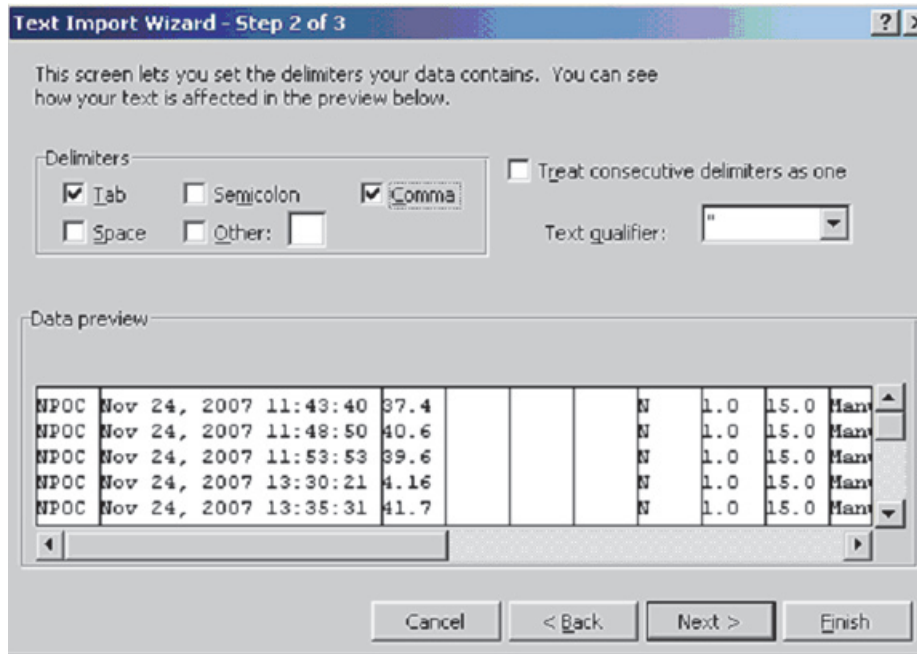 Text Import Wizard - Step 2 of 3
This screen lets you set the delimiters your data contains.  You can see
how your text is affected in the preview below.
Delimiters
Tab
Semicolon
Comma
Space
Other:
Treat consecutive delimiters as one
Text qualifier:
"
Data preview
NPOC Nov 24, 2007 11:43:40 37.4 N 1.0 15.0
NPOC Nov 24, 2007 11:48:50 40.6 N 1.0 15.0
NPOC Nov 24, 2007 11:53:53 39.6 N 1.0 15.0
NPOC Nov 24, 2007 13:30:21 4.16 N 1.0 15.0
NPOC Nov 24, 2007 13:35:31 41.7 N 1.0 15.0
Cancel
< Back
Next >
Finish